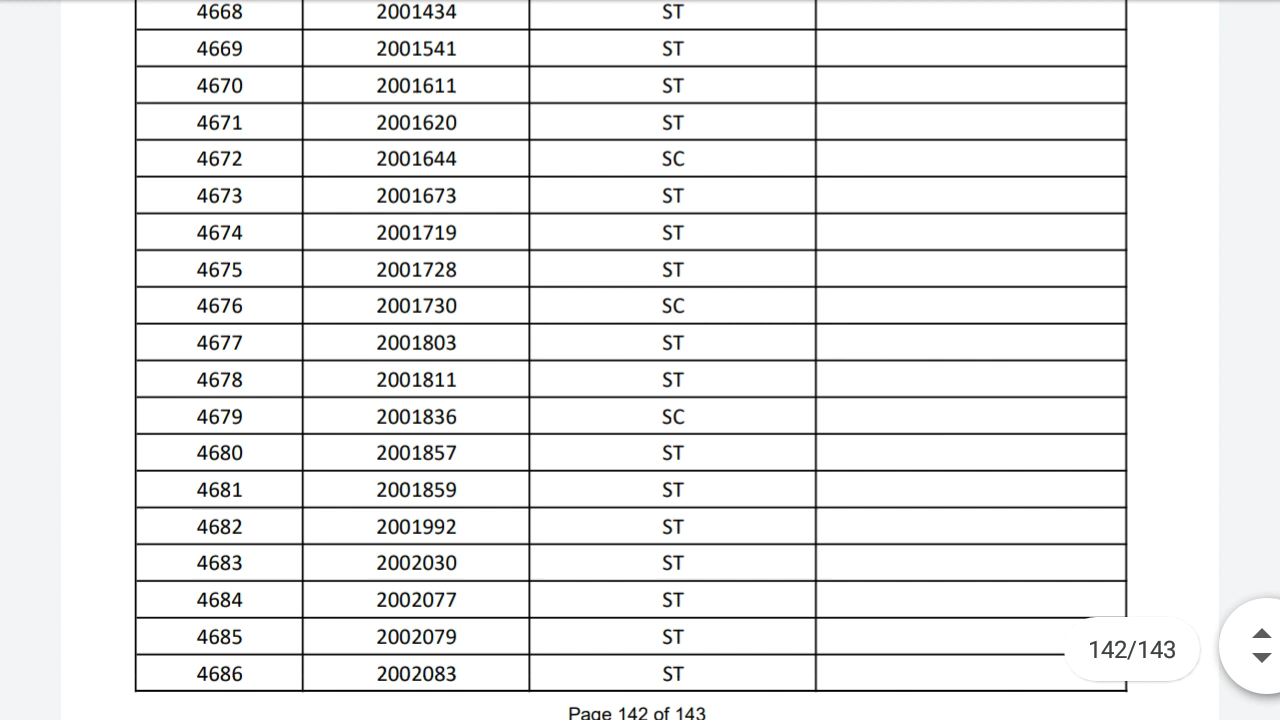 4668 2001434 ST
4669 2001541 ST
4670 2001611 ST
4671 2001620 ST
4672 2001644 SC
4673 2001673 ST
4674 2001719 ST
4675 2001728 ST
4676 2001730 SC
4677 2001803 ST
4678 2001811 ST
4679 2001836 SC
4680 2001857 ST
4681 2001859 ST
4682 2001992 ST
4683 2002030 ST
4684 2002077 ST
4685 2002079 ST
142/143
4686 2002083 ST
Page 142 of 143